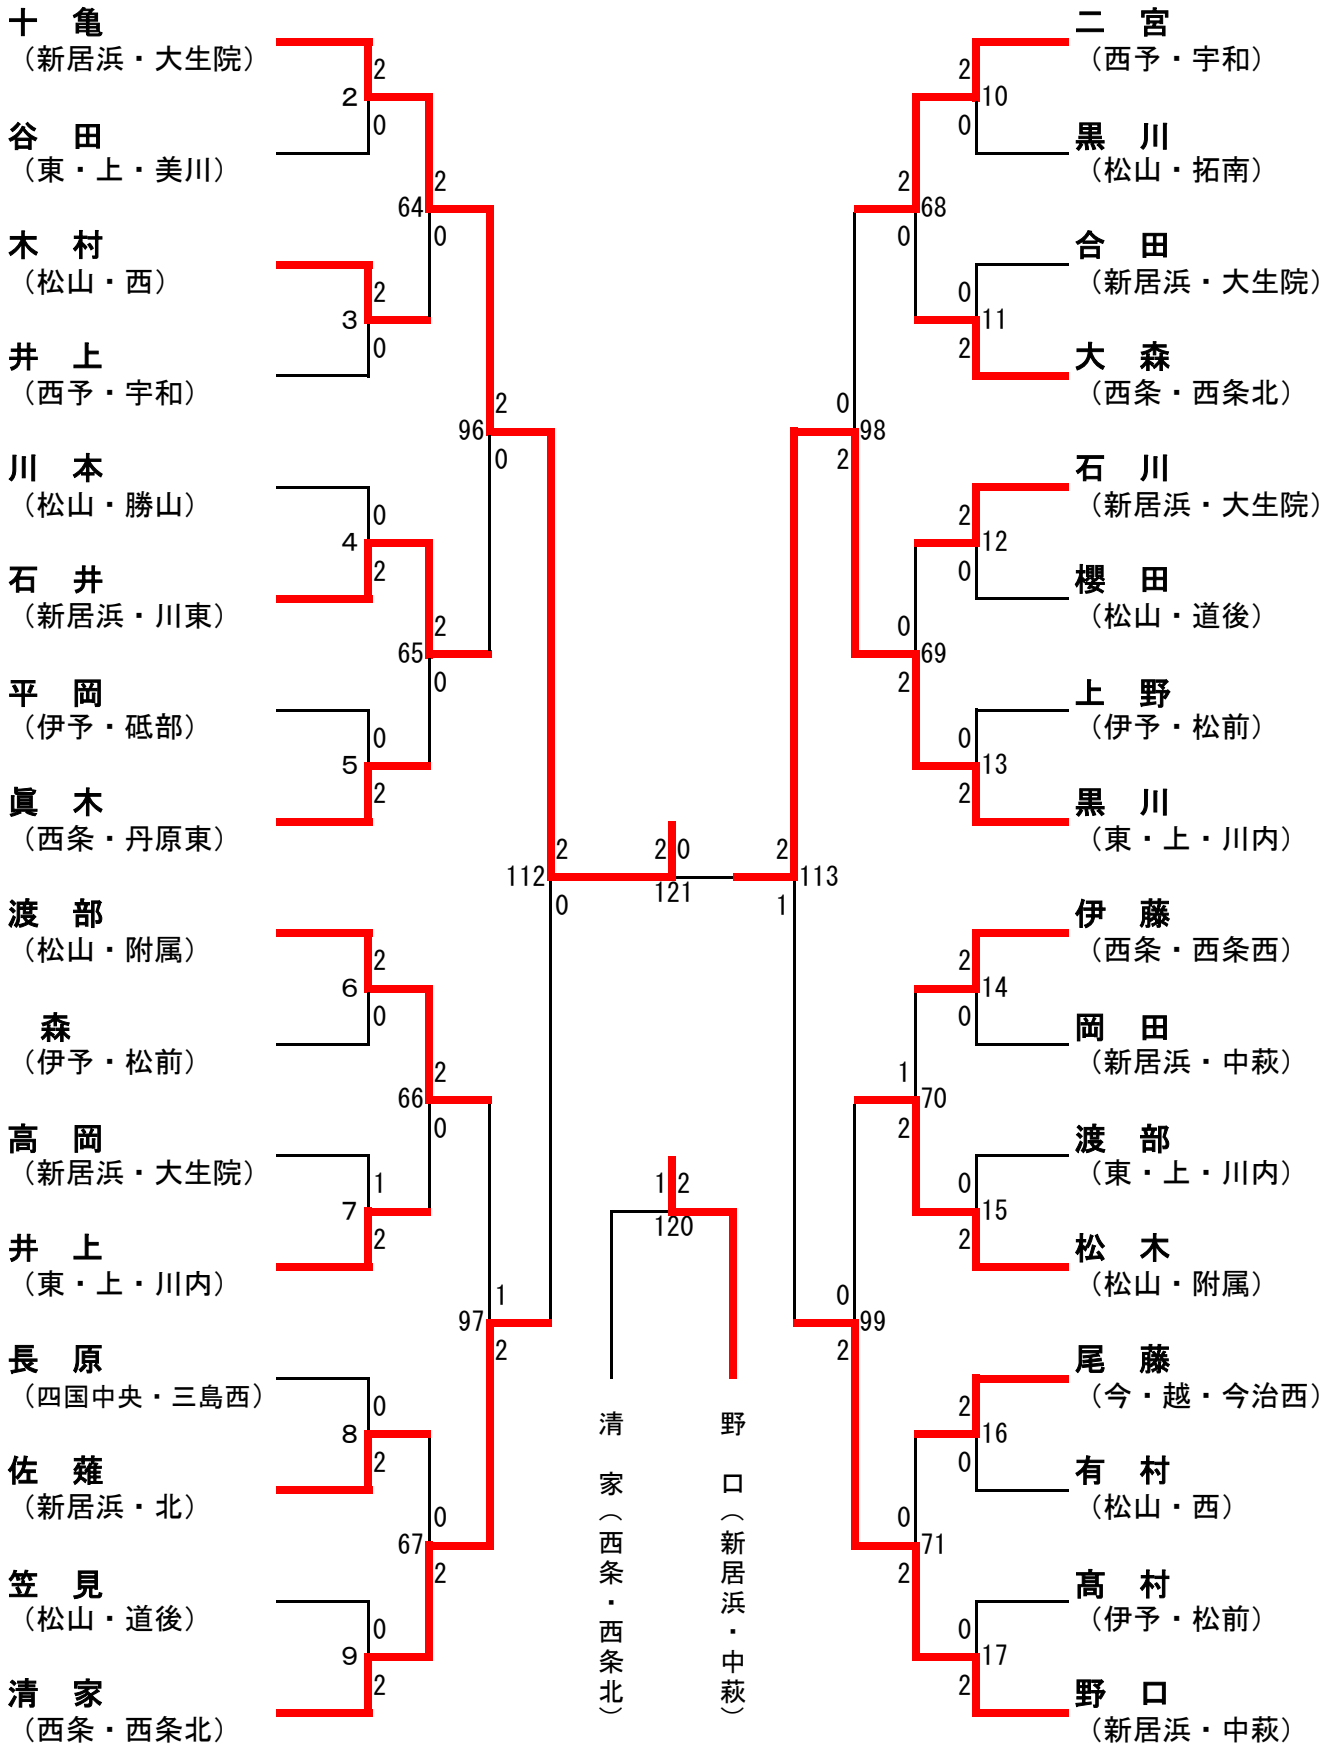 十 亀
（新居浜・大生院）
2
2
0
谷 田
（東・上・美川）
2
64
0
木 村
（松山・西）
2
3
0
井 上
（西予・宇和）
2
96
0
川 本
（松山・勝山）
0
4
2
石 井
（新居浜・川東）
2
65
0
平 岡
（伊予・砥部）
0
5
2
眞 木
（西条・丹原東）
2
112
0
渡 部
（松山・附属）
2
6
0
森
（伊予・松前）
2
66
0
高 岡
（新居浜・大生院）
1
7
2
井 上
（東・上・川内）
1
97
2
長 原
（四国中央・三島西）
0
8
2
佐 薙
（新居浜・北）
0
67
2
笠 見
（松山・道後）
0
9
2
清 家
（西条・西条北）
2 0
121
1 2
120
清 家（西条・西条北）
野 口（新居浜・中萩）
二 宮
（西予・宇和）
2
10
0
黒 川
（松山・拓南）
2
68
0
合 田
（新居浜・大生院）
0
11
2
大 森
（西条・西条北）
0
98
2
石 川
（新居浜・大生院）
2
12
0
櫻 田
（松山・道後）
0
69
2
上 野
（伊予・松前）
0
13
2
黒 川
（東・上・川内）
2
113
1
伊 藤
（西条・西条西）
2
14
0
岡 田
（新居浜・中萩）
1
70
2
渡 部
（東・上・川内）
0
15
2
松 木
（松山・附属）
0
99
2
尾 藤
（今・越・今治西）
2
16
0
有 村
（松山・西）
0
71
2
髙 村
（伊予・松前）
0
17
2
野 口
（新居浜・中萩）